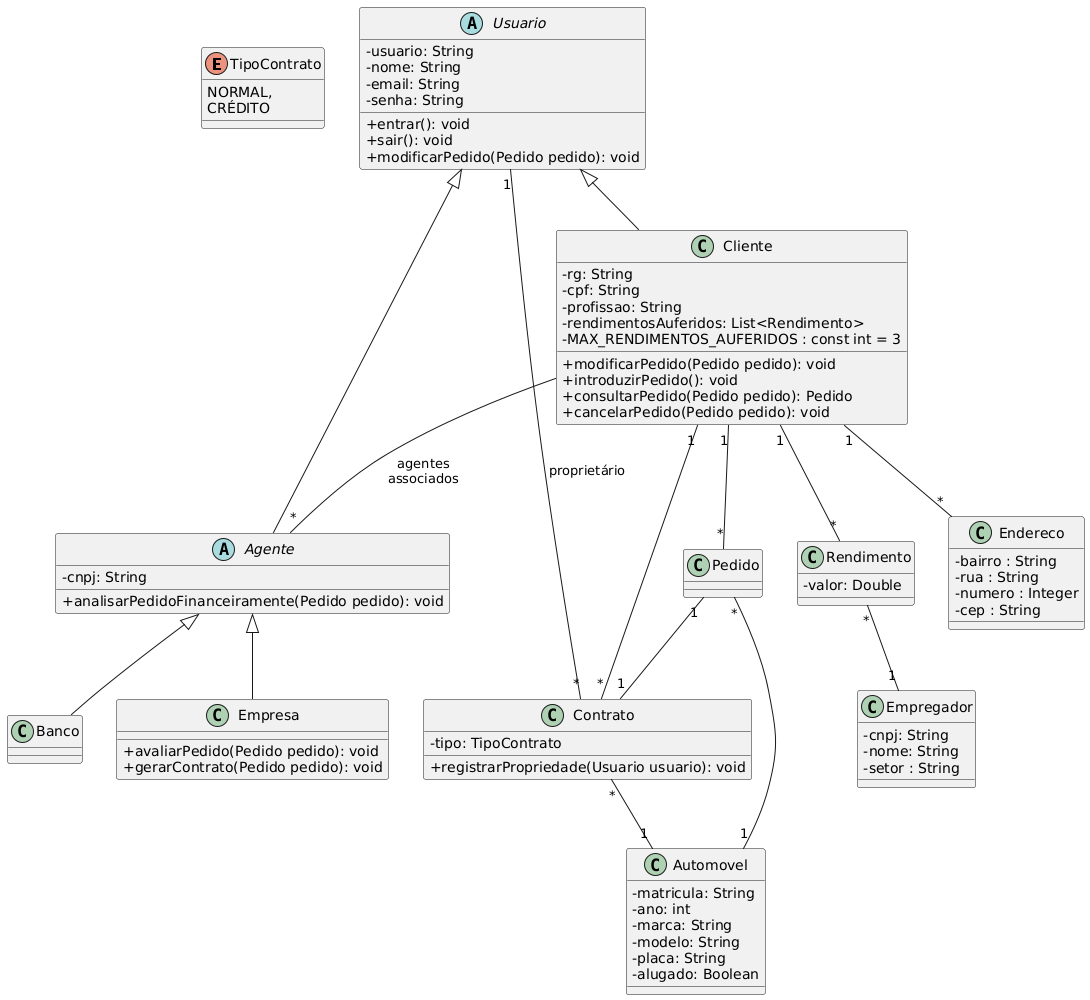 A Usuario
-usuario: String
-nome: String
-email: String
-senha: String
+entrar(): void
+sair(): void
+modificarPedido(Pedido pedido): void
E TipoContrato
NORMAL,
CRÉDITO
1
C Cliente
-rg: String
-cpf: String
-profissao: String
-rendimentosAuferidos: List<Rendimento>
-MAX_RENDIMENTOS_AUFERIDOS : const int = 3
+modificarPedido(Pedido pedido): void
+introduzirPedido(): void
+consultarPedido(Pedido pedido): Pedido
+cancelarPedido(Pedido pedido): void
1 1 1 1
agentes
associados
proprietário
* * * *
A Agente
-cnpj: String
+analisarPedidoFinanceiramente(Pedido pedido): void
C Pedido
C Rendimento
-valor: Double
C Endereco
-bairro : String
-rua : String
-numero : Integer
-cep : String
1 * *
* * 1 1
C Banco
C Empresa
+avaliarPedido(Pedido pedido): void
+gerarContrato(Pedido pedido): void
C Contrato
-tipo: TipoContrato
+registrarPropriedade(Usuario usuario): void
C Empregador
-cnpj: String
-nome: String
-setor : String
*
1 1
C Automovel
-matricula: String
-ano: int
-marca: String
-modelo: String
-placa: String
-alugado: Boolean